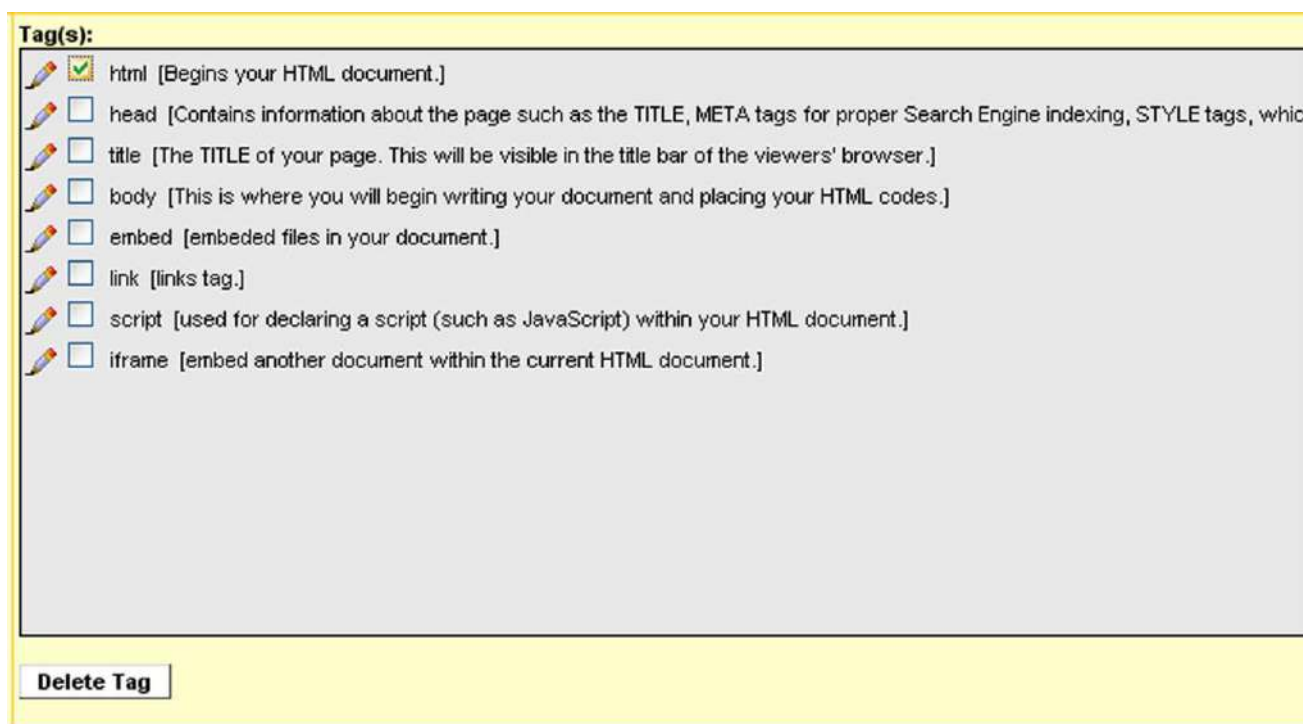 Tag(s):
html [Begins your HTML document.]
head [Contains information about the page such as the TITLE, META tags for proper Search Engine indexing, STYLE tags, whic
title [The TITLE of your page. This will be visible in the title bar of the viewers' browser.]
body [This is where you will begin writing your document and placing your HTML codes.]
embed [embeded files in your document.]
link [links tag.]
script [used for declaring a script (such as JavaScript) within your HTML document.]
iframe [embed another document within the current HTML document.]
Delete Tag